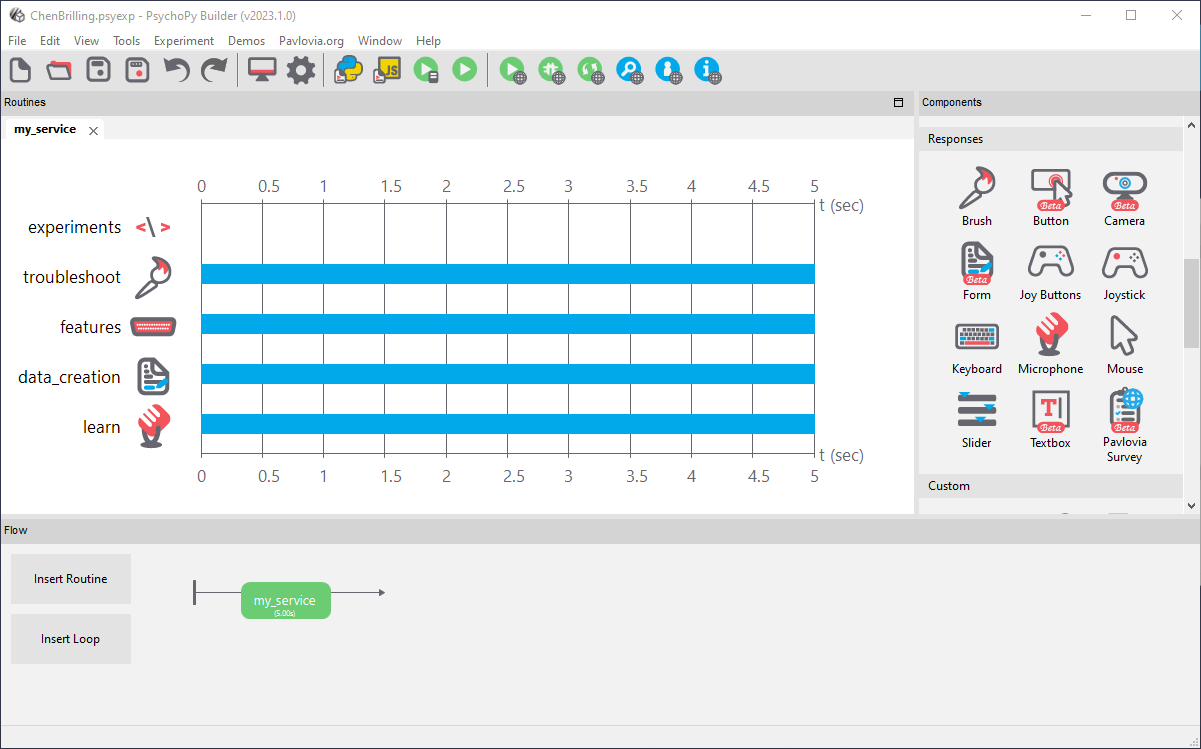 ChenBrilling.psyexp - PsychoPy Builder (v2023.1.0)
File Edit View Tools Experiment Demos Pavlovia.org Window Help
JS
Routines
my_service
0 0.5 1 1.5 2 2.5 3 3.5 4 4.5 5
t (sec)
experiments
troubleshoot
features
data_creation
learn
t (sec)
0 0.5 1 1.5 2 2.5 3 3.5 4 4.5 5
Components
Responses
Beta Beta
Brush Button Camera
Beta
Form Joy Buttons Joystick
Keyboard Microphone Mouse
T
Beta Beta
Slider Textbox Pavlovia
Survey
Custom
Flow
Insert Routine
my_service
(5.00s)
Insert Loop